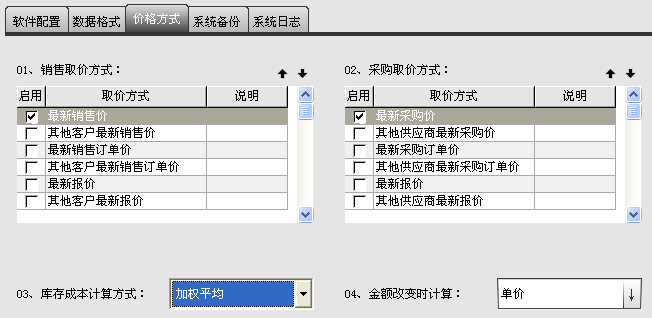 软件配置 数据格式 价格方式 系统备份 系统日志
01、销售取价方式：
启用 取价方式 说明
最新销售价
其他客户最新销售价
最新销售订单价
其他客户最新销售订单价
最新报价
其他客户最新报价
02、采购取价方式：
启用 取价方式 说明
最新采购价
其他供应商最新采购价
最新采购订单价
其他供应商最新采购订单价
最新报价
其他供应商最新报价
03、库存成本计算方式： 加权平均
04、金额改变时计算： 单价